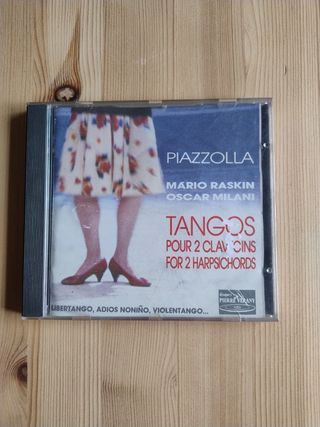 PIAZZOLLA
MARIO RASKIN
OSCAR MILANI
TANGOS
POUR 2 CLAVECINS
FOR 2 HARPSICHORDS
PIERRE VERANY
LIBERTANGO, ADIOS NONIÑO, VIOLENTANGO...